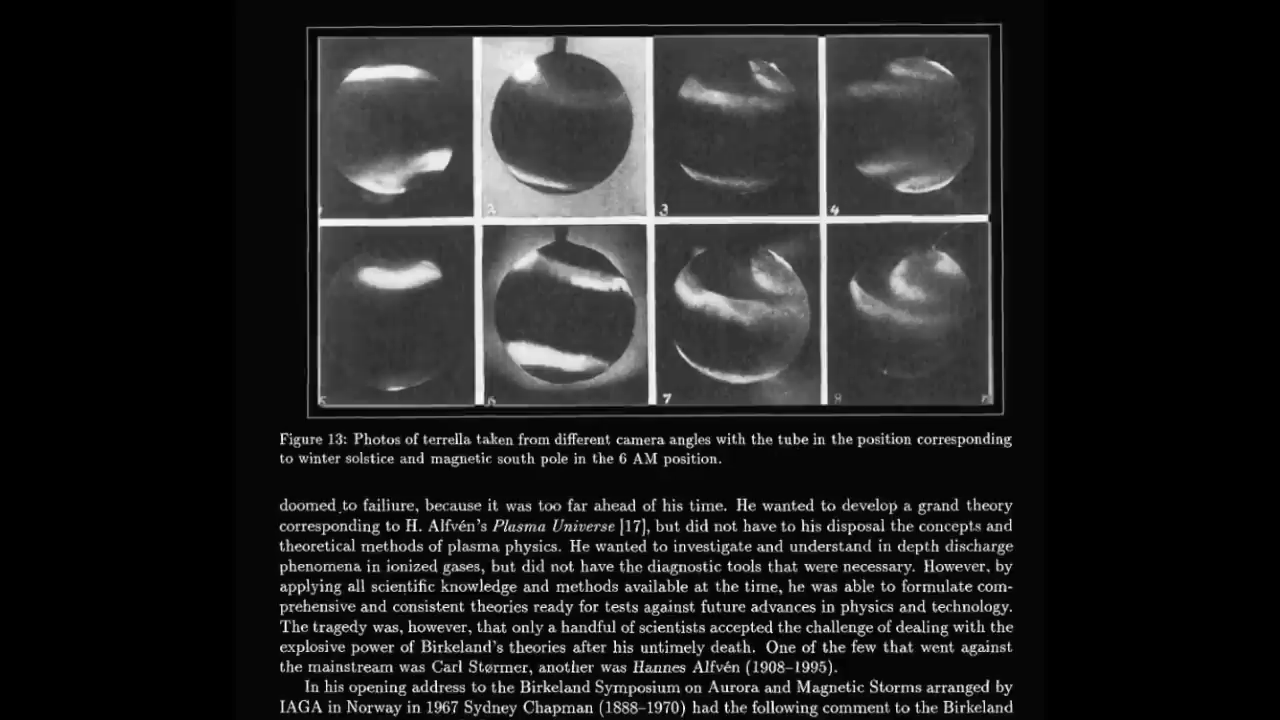 2
3
4
5
6
7
8
Figure 13: Photos of terrella taken from different camera angles with the tube in the position corresponding
to winter solstice and magnetic south pole in the 6 AM position.
doomed to failiure, because it was too far ahead of his time. He wanted to develop a grand theory
corresponding to H. Alfvén's Plasma Universe [17], but did not have to his disposal the concepts and
theoretical methods of plasma physics. He wanted to investigate and understand in depth discharge
phenomena in ionized gases, but did not have the diagnostic tools that were necessary. However, by
applying all scientific knowledge and methods available at the time, he was able to formulate com-
prehensive and consistent theories ready for tests against future advances in physics and technology.
The tragedy was, however, that only a handful of scientists accepted the challenge of dealing with the
explosive power of Birkeland's theories after his untimely death. One of the few that went against
the mainstream was Carl Størmer, another was Hannes Alfvén (1908–1995).
In his opening address to the Birkeland Symposium on Aurora and Magnetic Storms arranged by
IAGA in Norway in 1967 Sydney Chapman (1888–1970) had the following comment to the Birkeland